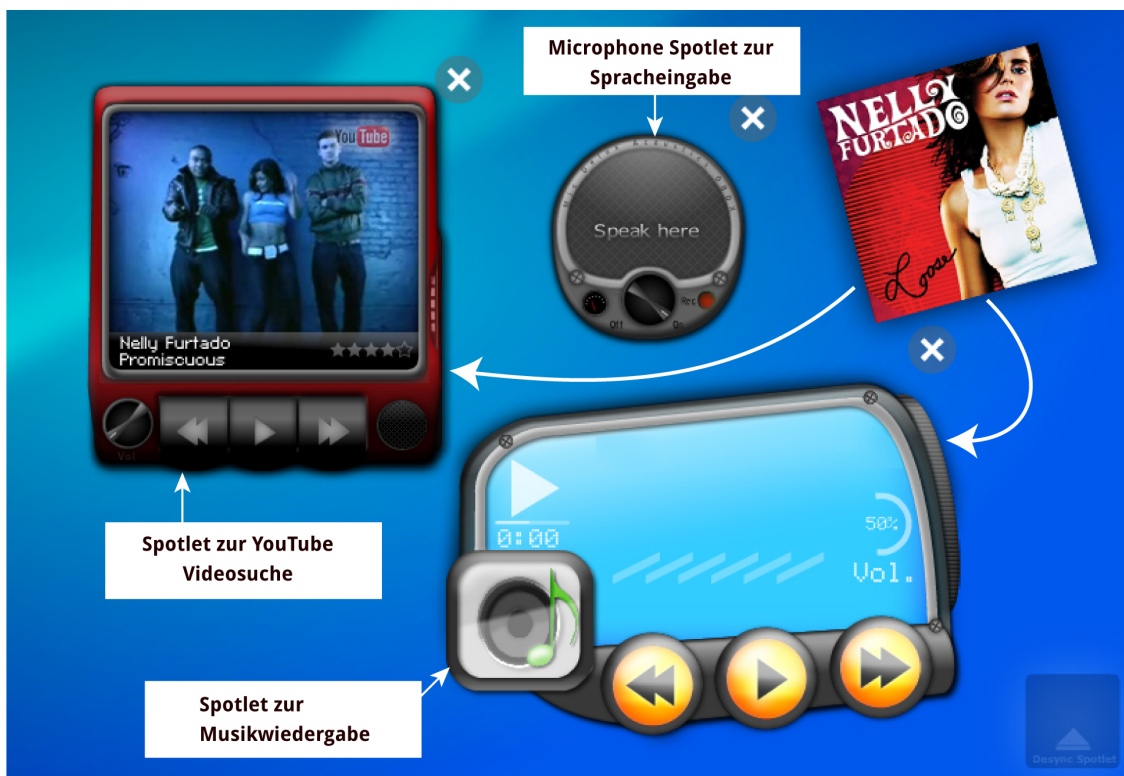 Microphone Spotlet zur
Spracheingabe
YouTube
NELLY
FURTADO
Loose
Speak here
Rec
Off
On
Nelly Furtado
Promiscuous
Vol
Spotlet zur YouTube
Videosuche
0:00
50%
Vol.
Spotlet zur
Musikwiedergabe
Desync Spotlet